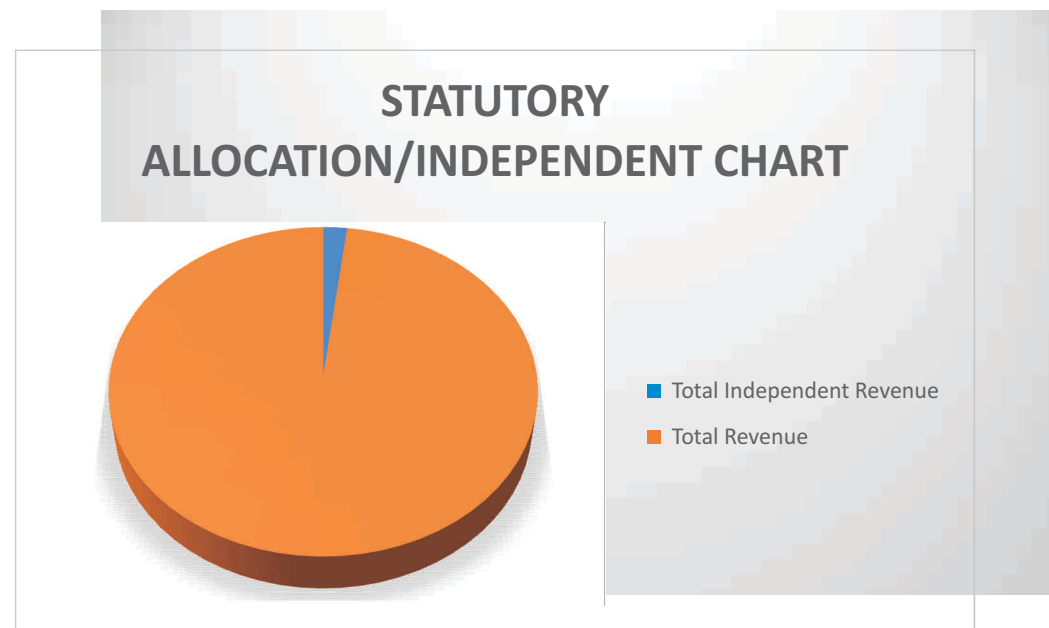 STATUTORY
ALLOCATION/INDEPENDENT CHART
Total Independent Revenue
Total Revenue